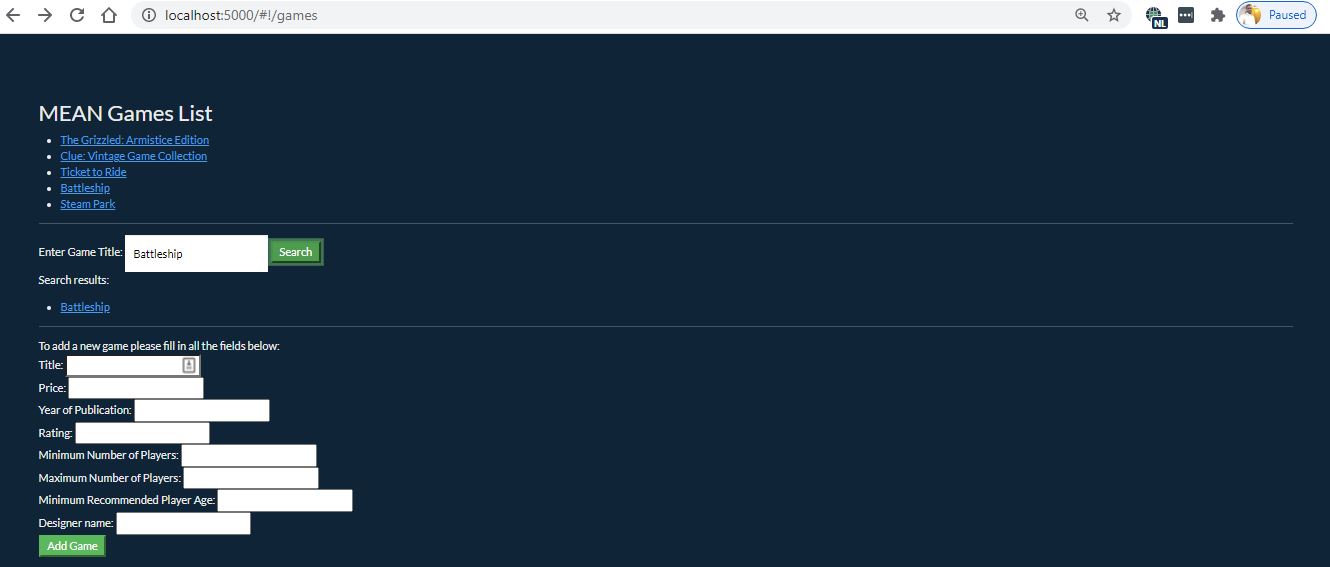 localhost:5000/#!/games
NL
Paused
MEAN Games List
The Grizzled: Armistice Edition
Clue: Vintage Game Collection
Ticket to Ride
Battleship
Steam Park
Enter Game Title: Battleship Search
Search results:
Battleship
To add a new game please fill in all the fields below:
Title:
Price:
Year of Publication:
Rating:
Minimum Number of Players:
Maximum Number of Players:
Minimum Recommended Player Age:
Designer name:
Add Game